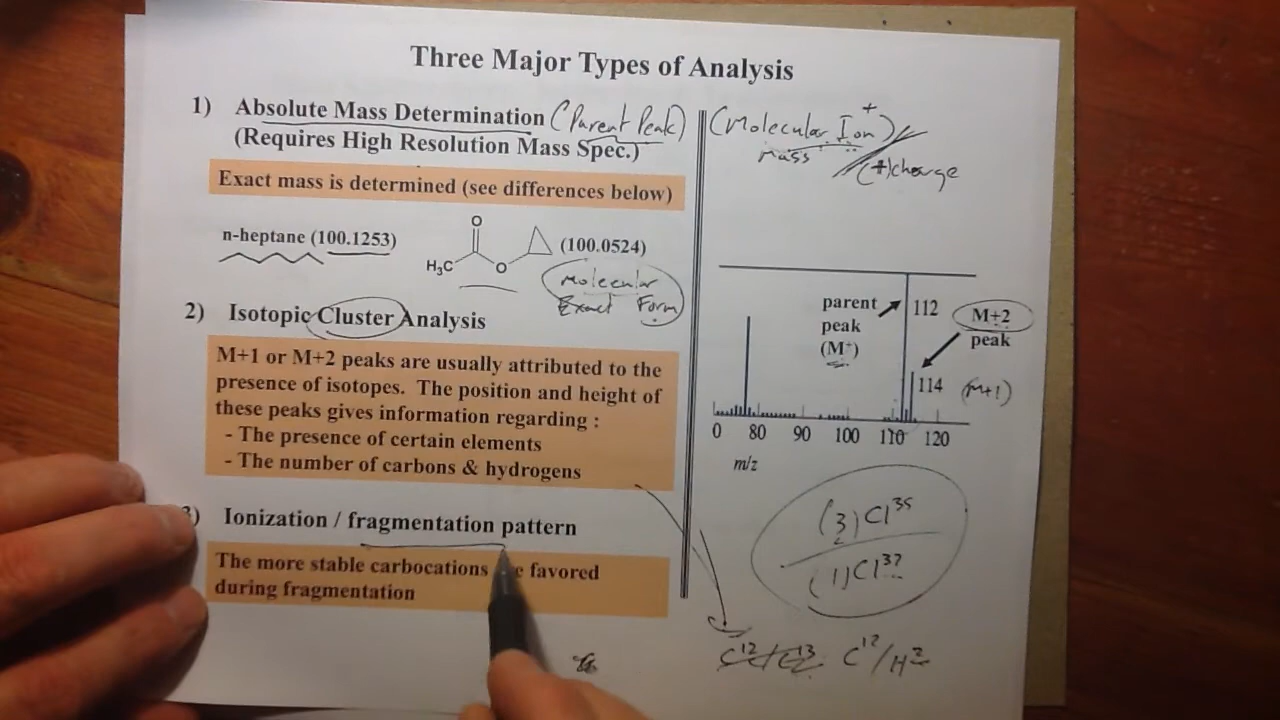 Three Major Types of Analysis
1) Absolute Mass Determination (Parent Peak)
(Requires High Resolution Mass Spec.)
Exact mass is determined (see differences below)
n-heptane (100.1253)
O
H₃C
O
(100.0524)
Molecular
Exact Form
2) Isotopic Cluster Analysis
M+1 or M+2 peaks are usually attributed to the
presence of isotopes. The position and height of
these peaks gives information regarding :
- The presence of certain elements
- The number of carbons & hydrogens
3) Ionization / fragmentation pattern
The more stable carbocations favored
during fragmentation
(Molecular Ion)⁺
mass
(+)charge
parent
peak
(M⁺)
112
M+2
peak
114 (M+1)
0 80 90 100 110 120
m/z
(3)Cl³⁵
(1)Cl³⁷
C¹² C¹³ C¹²/H²